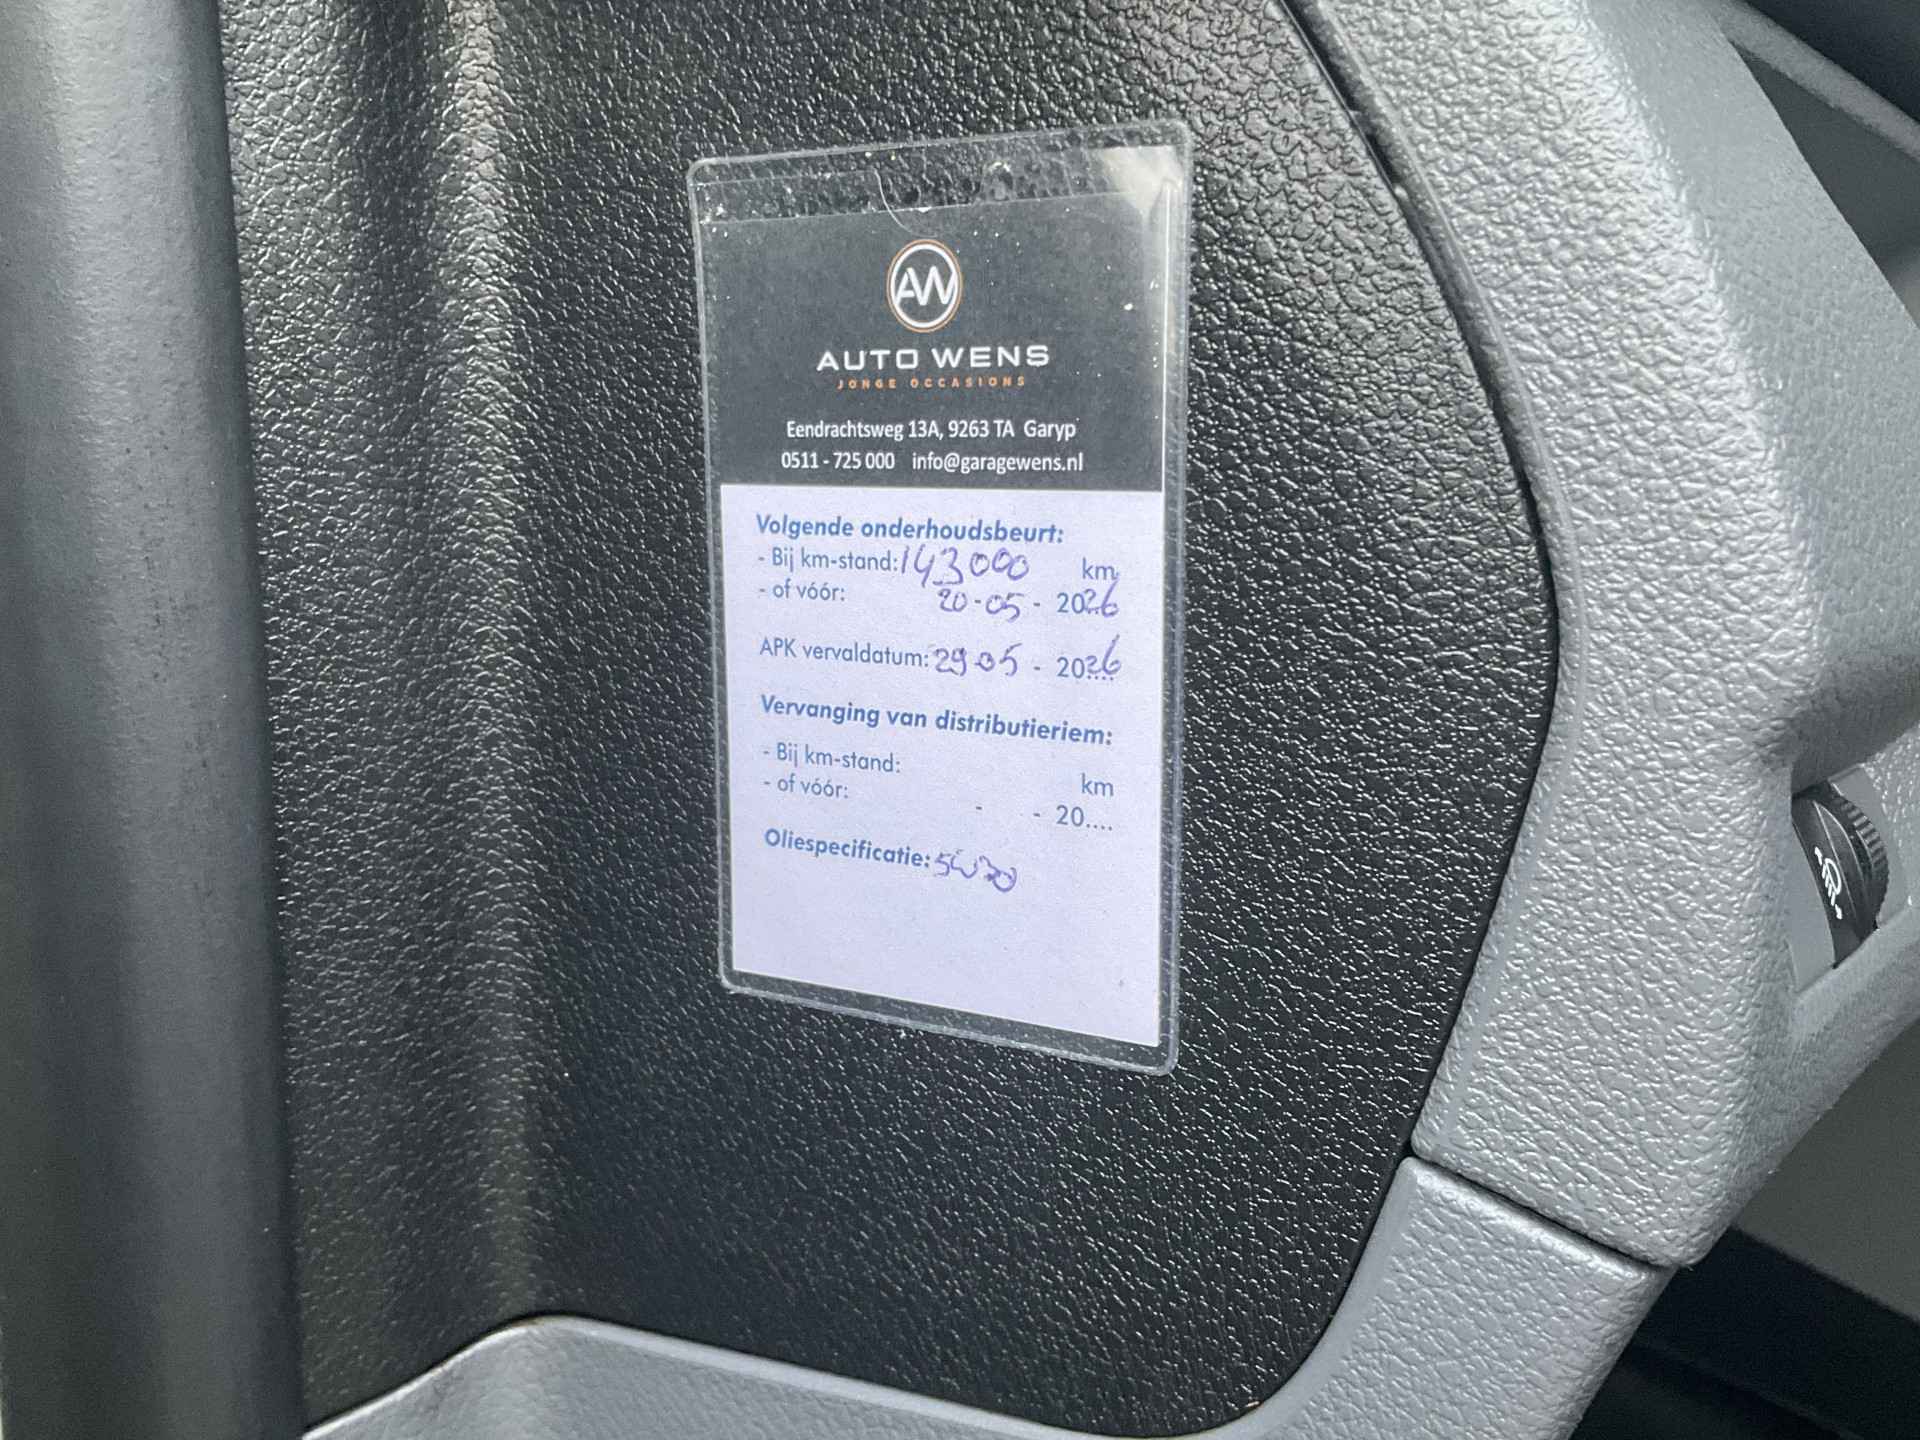 AW
AUTO WENS
JONGE OCCASIONS
Eendrachtsweg 13A, 9263 TA Garyp
0511 - 725 000 info@garagewens.nl
Volgende onderhoudsbeurt:
- Bij km-stand: 143000 km
- of vóór: 20-05 - 2026
APK vervaldatum: 29-05 - 2026
Vervanging van distributieriem:
- Bij km-stand: km
- of vóór: - - 20....
Oliespecificatie: 5W30